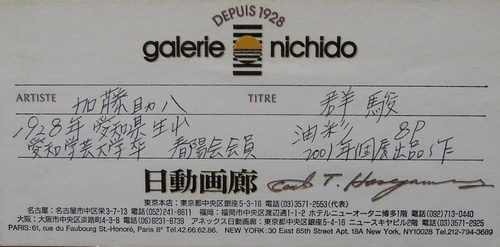 DEPUIS 1928
galerie nichido
ARTISTE 加藤助八 TITRE 群駿
1928年愛知県生れ 油彩 8P
愛知学芸大学卒 春陽会会員 2001年個展出品作
日動画廊 T. Hasegawa
東京本店:東京都中央区銀座5-3-16 電話(03)3571-2553(代表)
名古屋:名古屋市中区栄3-7-13 電話(052)241-8611 福岡:福岡市中央区渡辺通1-1-2 ホテルニューオータニ博多1階 電話(092)713-0440
大阪:大阪市中央区淡路町4-3-8 電話(06)6231-8739 アネックス日動画廊:東京都中央区銀座5-4-16 ニュースキヤビル2階 電話(03)3571-0077
PARIS:61, rue du Faubourg St.-Honoré, Paris 8e Tel.42.66.62.86. NEW YORK:30 East 85th Street Apt. 18A New York, NY10028 Tel.212-794-3686